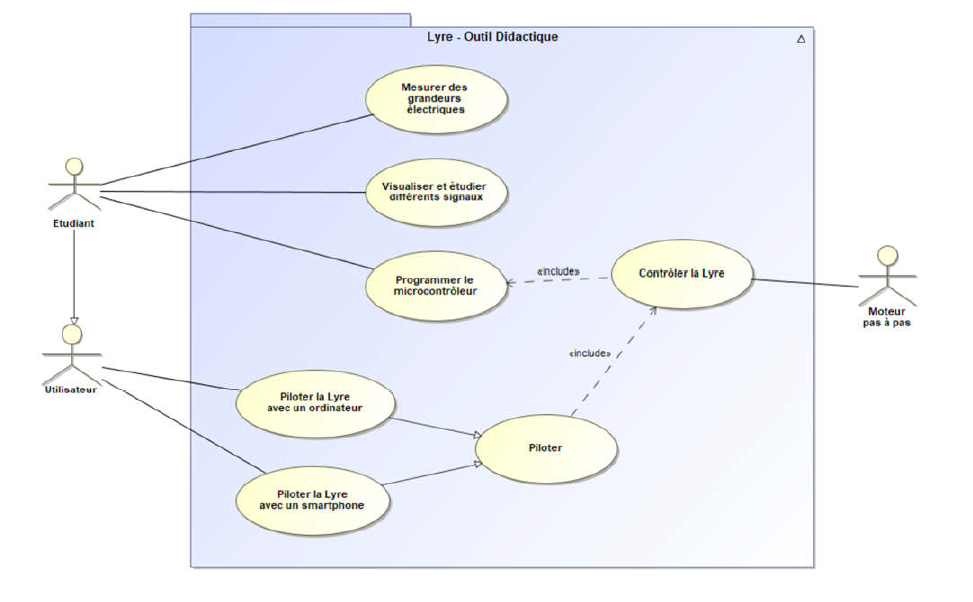 Lyre - Outil Didactique
Mesurer des
grandeurs
électriques
Visualiser et étudier
différents signaux
Etudiant
Programmer le
microcontrôleur
«include»
Contrôler la Lyre
Moteur
pas à pas
«include»
Utilisateur
Piloter la Lyre
avec un ordinateur
Piloter
Piloter la Lyre
avec un smartphone